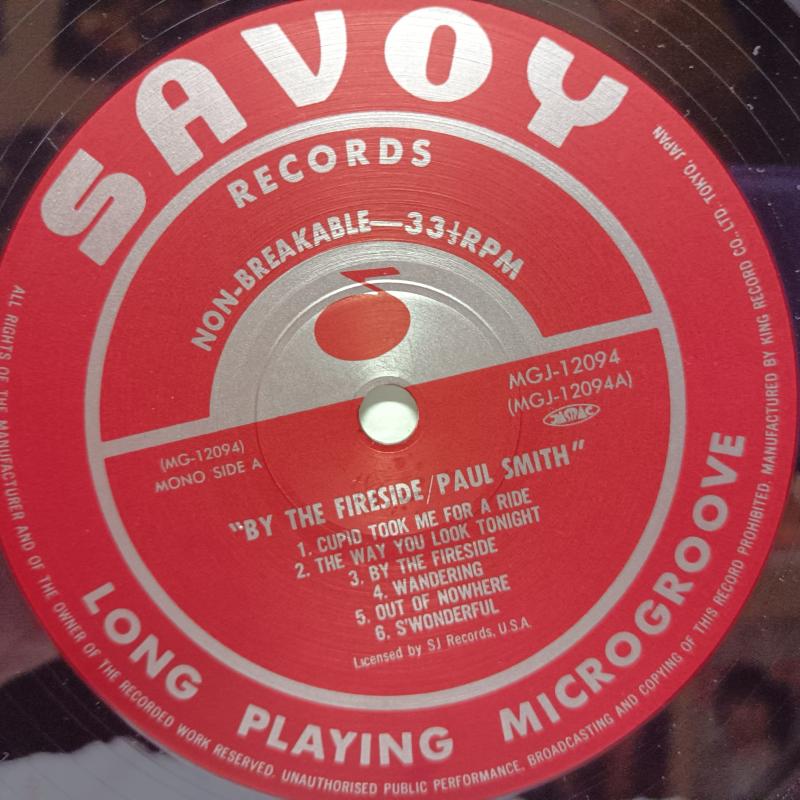 SAVOY
RECORDS
NON-BREAKABLE—33⅓RPM
MGJ-12094
(MGJ-12094A)
JASRAC
(MG-12094)
MONO SIDE A
"BY THE FIRESIDE/PAUL SMITH"
1. CUPID TOOK ME FOR A RIDE
2. THE WAY YOU LOOK TONIGHT
3. BY THE FIRESIDE
4. WANDERING
5. OUT OF NOWHERE
6. S'WONDERFUL
Licensed by SJ Records, U.S.A.
LONG PLAYING MICROGROOVE
ALL RIGHTS OF THE MANUFACTURER AND OF THE OWNER OF THE RECORDED WORK RESERVED. UNAUTHORISED PUBLIC PERFORMANCE, BROADCASTING AND COPYING OF THIS RECORD PROHIBITED. MANUFACTURED BY KING RECORD CO., LTD. TOKYO, JAPAN